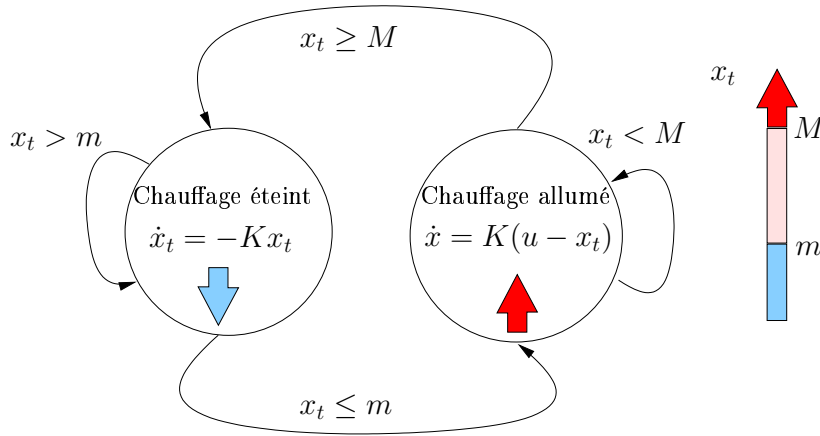 x_t ≥ M
x_t > m
Chauffage éteint
ẋ_t = −Kx_t
x_t ≤ m
Chauffage allumé
ẋ = K(u − x_t)
x_t < M
x_t
M
m